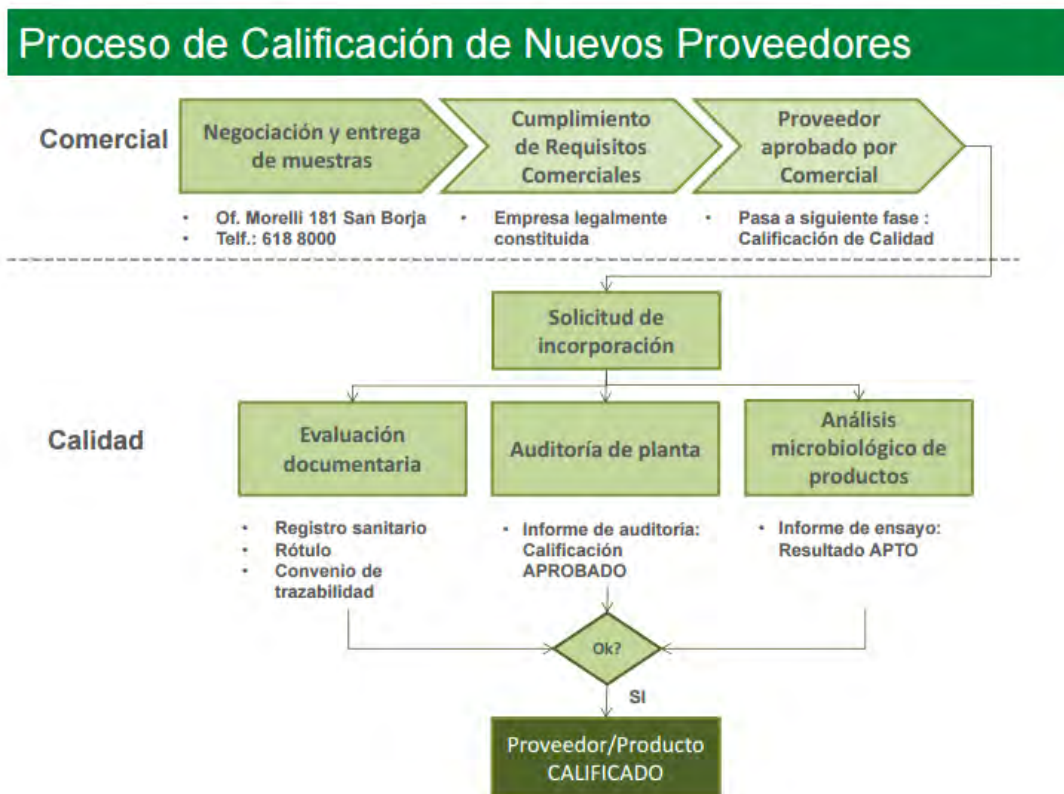 Proceso de Calificación de Nuevos Proveedores
Comercial
Negociación y entrega
de muestras
Cumplimiento
de Requisitos
Comerciales
Proveedor
aprobado por
Comercial
• Of. Morelli 181 San Borja
• Telf.: 618 8000
• Empresa legalmente
constituida
• Pasa a siguiente fase :
Calificación de Calidad
Solicitud de
incorporación
Calidad
Evaluación
documentaria
Auditoría de planta
Análisis
microbiológico de
productos
• Registro sanitario
• Rótulo
• Convenio de
trazabilidad
• Informe de auditoría:
Calificación
APROBADO
• Informe de ensayo:
Resultado APTO
Ok?
SI
Proveedor/Producto
CALIFICADO